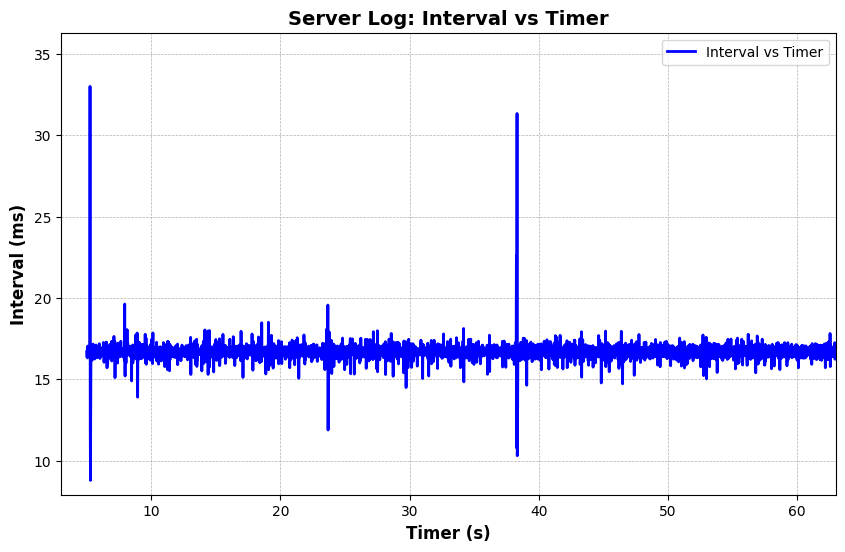 Server Log: Interval vs Timer
Interval vs Timer
35
30
25
20
15
10
Interval (ms)
10 20 30 40 50 60
Timer (s)